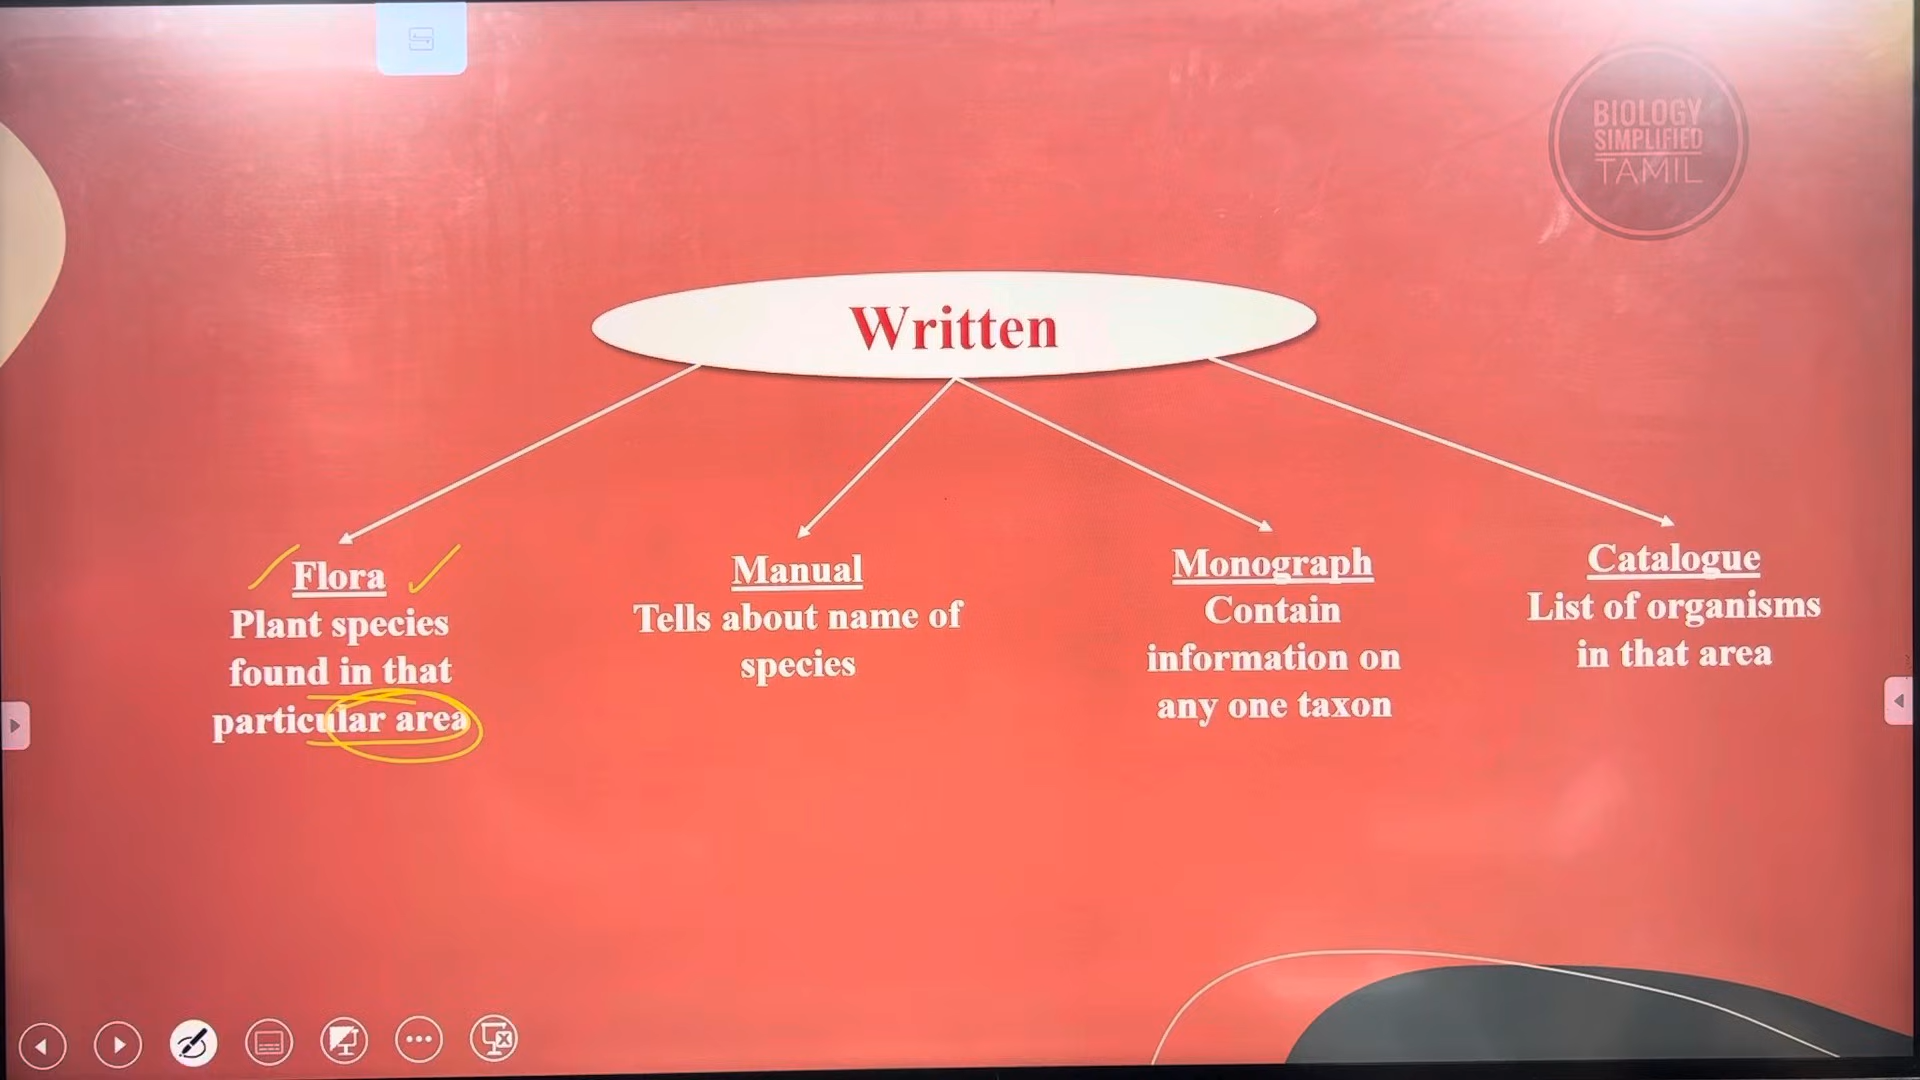 BIOLOGY
SIMPLIFIED
TAMIL
Written
Flora
Plant species
found in that
particular area
Manual
Tells about name of
species
Monograph
Contain
information on
any one taxon
Catalogue
List of organisms
in that area